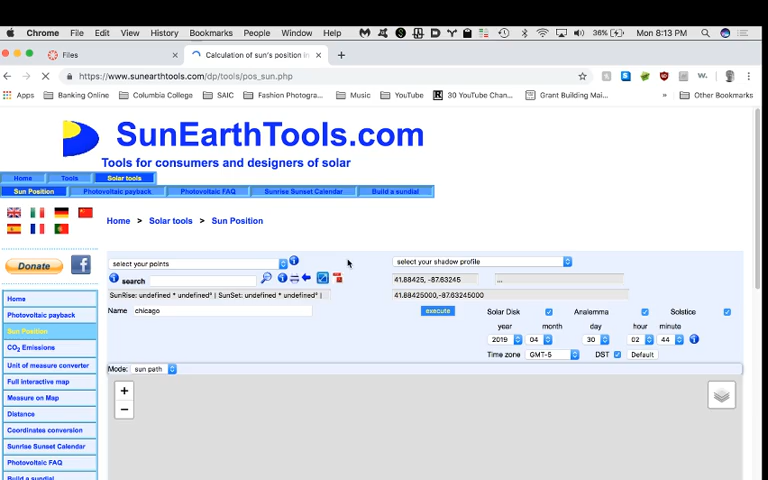 Chrome File Edit View History Bookmarks People Window Help 36% Mon 8:13 PM
Files Calculation of sun's position in
https://www.sunearthtools.com/dp/tools/pos_sun.php
Apps Banking Online Columbia College SAIC Fashion Photogra... Music YouTube 30 YouTube Chan... Grant Building Mai... » Other Bookmarks
SunEarthTools.com
Tools for consumers and designers of solar
Home Tools Solar tools
Sun Position Photovoltaic payback Photovoltaic FAQ Sunrise Sunset Calendar Build a sundial
Home > Solar tools > Sun Position
select your points select your shadow profile
Donate
search 41.88425, -87.63245 ...
SunRise: undefined * undefined° | SunSet: undefined * undefined° | 41.88425000,-87.63245000
Name chicago execute Solar Disk Analemma Solstice
year month day hour minute
2019 04 30 02 44
Time zone GMT-5 DST Default
Mode: sun path
+
−
Home
Photovoltaic payback
Sun Position
CO2 Emissions
Unit of measure converter
Full interactive map
Measure on Map
Distance
Coordinates conversion
Sunrise Sunset Calendar
Photovoltaic FAQ
Build a sundial